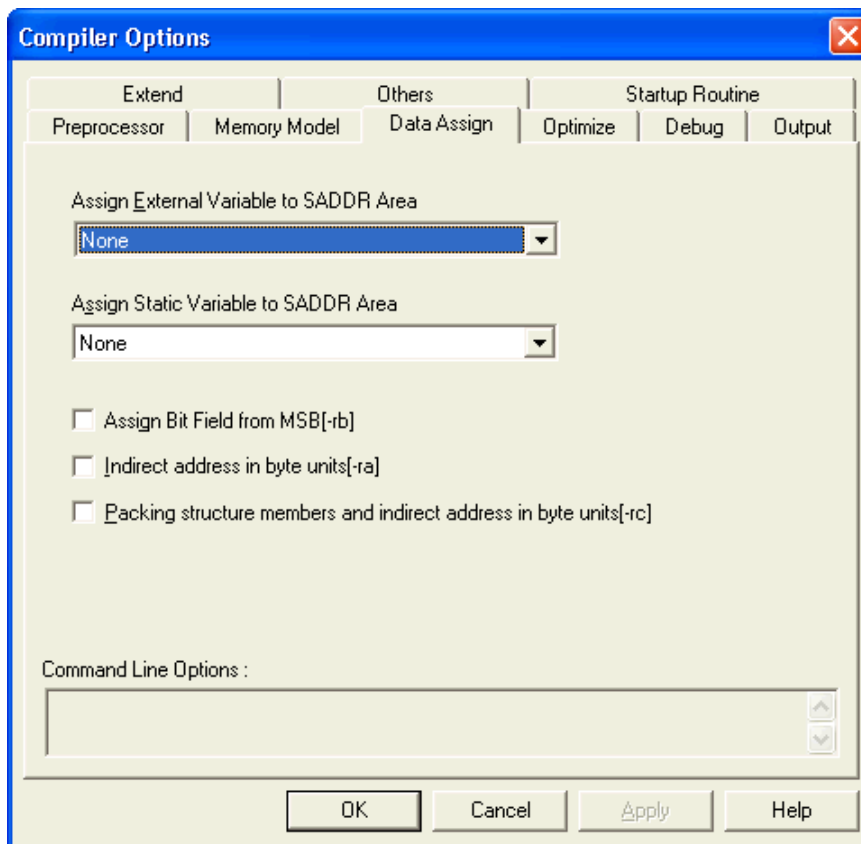 Compiler Options
Extend Others Startup Routine
Preprocessor Memory Model Data Assign Optimize Debug Output
Assign External Variable to SADDR Area
None
Assign Static Variable to SADDR Area
None
Assign Bit Field from MSB[-rb]
Indirect address in byte units[-ra]
Packing structure members and indirect address in byte units[-rc]
Command Line Options :
OK Cancel Apply Help